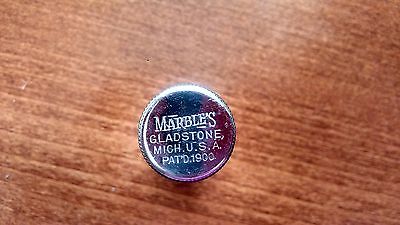 MARBLE'S
GLADSTONE,
MICH. U.S.A.
PAT'D. 1900.